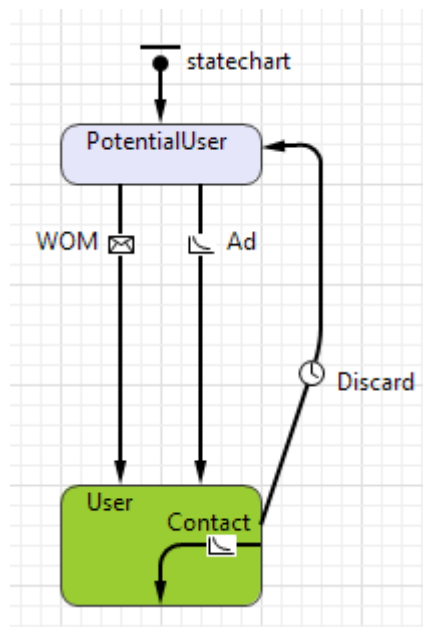 statechart
PotentialUser
WOM
Ad
Discard
User
Contact